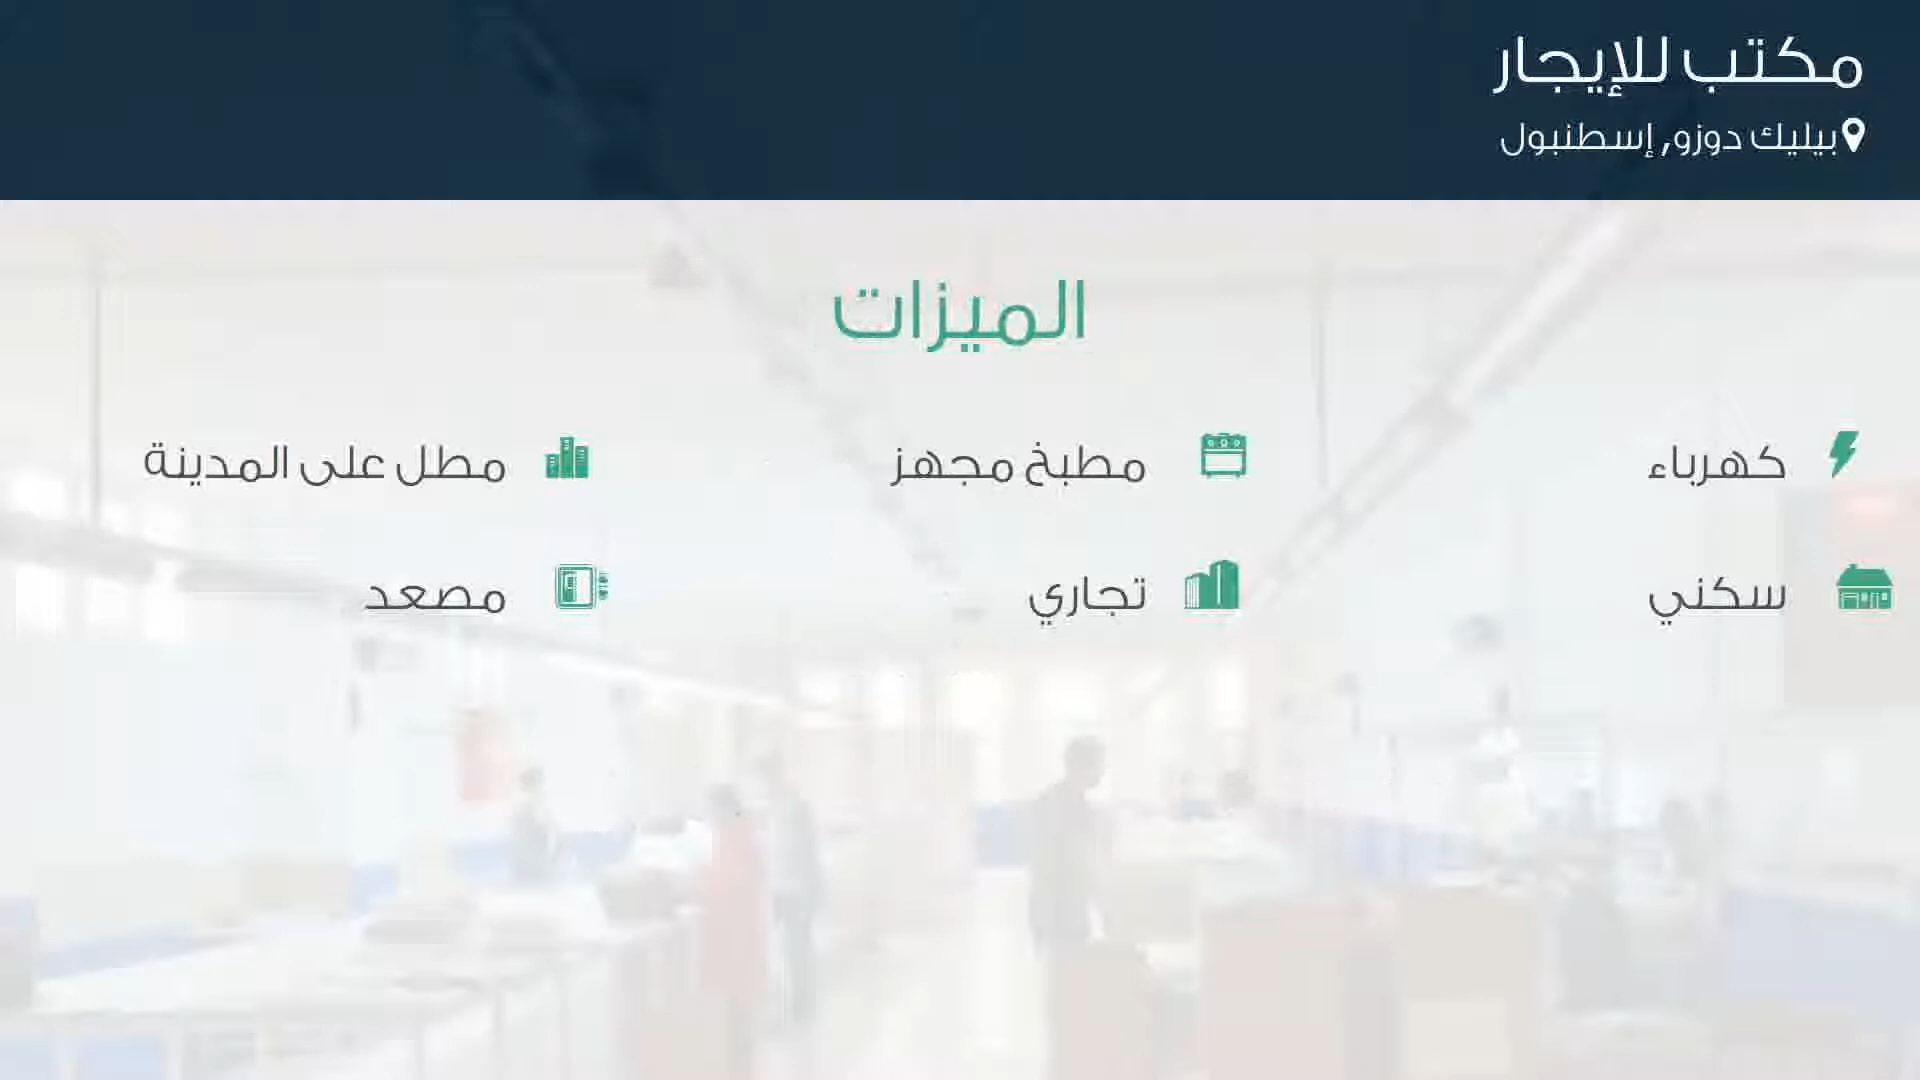 مكتب للإيجار
بيليك دوزو, إسطنبول
الميزات
كهرباء
مطبخ مجهز
مطل على المدينة
سكني
تجاري
مصعد